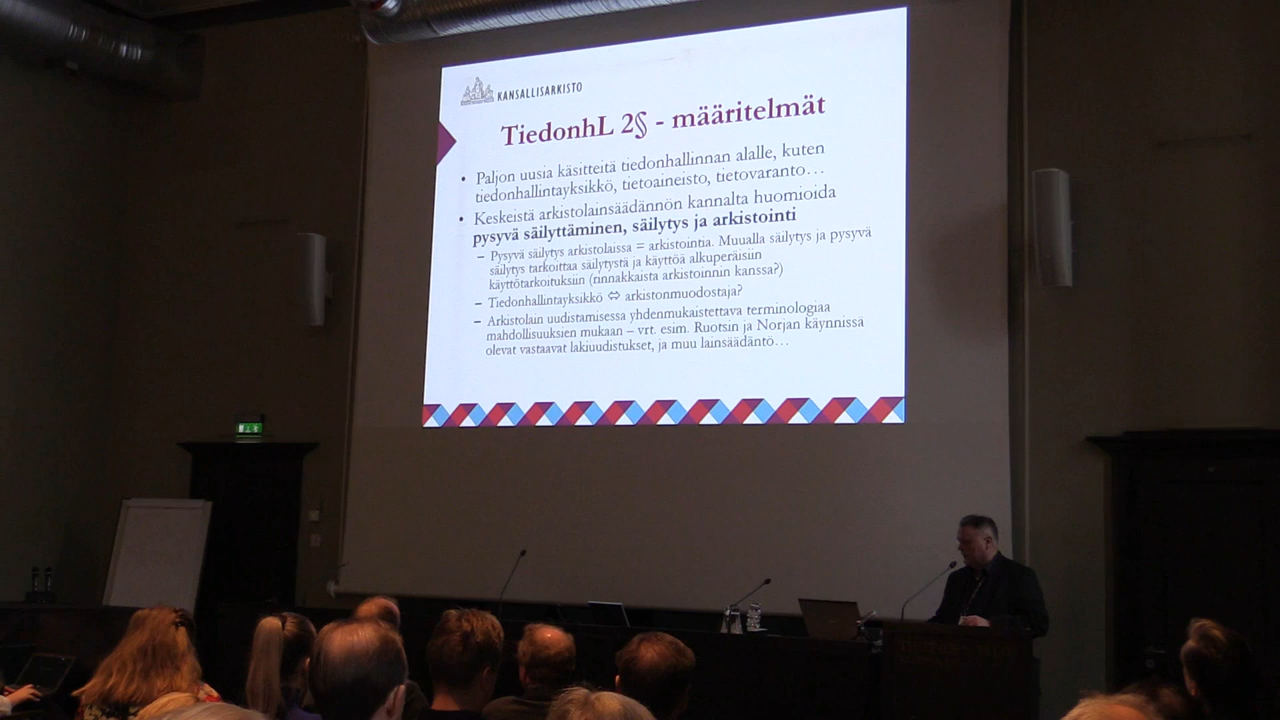 KANSALLISARKISTO
TiedonhL 2§ - määritelmät
• Paljon uusia käsitteitä tiedonhallinnan alalle, kuten
tiedonhallintayksikkö, tietoaineisto, tietovaranto…
• Keskeistä arkistolainsäädännön kannalta huomioida
pysyvä säilyttäminen, säilytys ja arkistointi
– Pysyvä säilytys arkistolaissa = arkistointia. Muualla säilytys ja pysyvä
säilytys tarkoittaa säilytystä ja käyttöä alkuperäisiin
käyttötarkoituksiin (rinnakkaista arkistoinnin kanssa?)
– Tiedonhallintayksikkö ⇔ arkistonmuodostaja?
– Arkistolain uudistamisessa yhdenmukaistettava terminologiaa
mahdollisuuksien mukaan – vrt. esim. Ruotsin ja Norjan käynnissä
olevat vastaavat lakiuudistukset, ja muu lainsäädäntö…